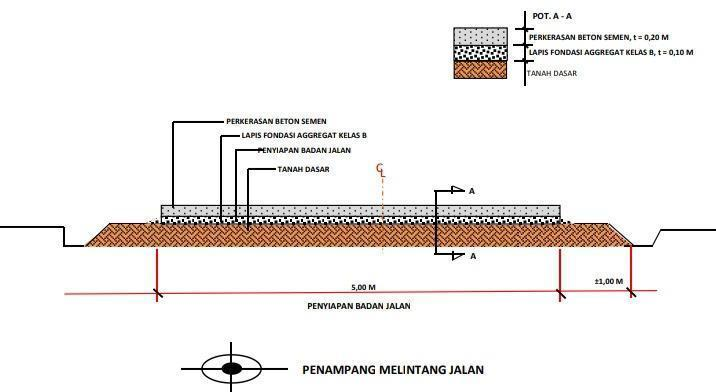 POT. A - A
PERKERASAN BETON SEMEN, t = 0,20 M
LAPIS FONDASI AGGREGAT KELAS B, t = 0,10 M
TANAH DASAR
PERKERASAN BETON SEMEN
LAPIS FONDASI AGGREGAT KELAS B
PENYIAPAN BADAN JALAN
TANAH DASAR
CL
A
A
5,00 M
±1,00 M
PENYIAPAN BADAN JALAN
PENAMPANG MELINTANG JALAN